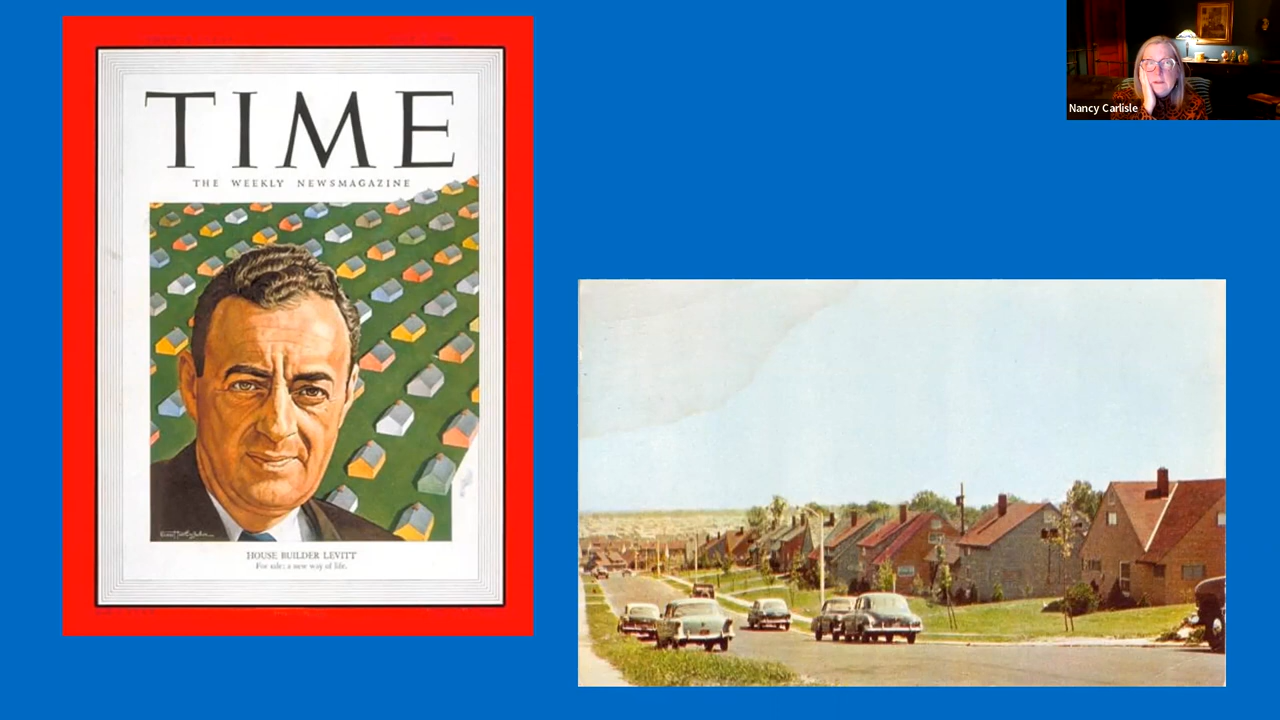 TIME
THE WEEKLY NEWSMAGAZINE
HOUSE BUILDER LEVITT
For sale: a new way of life.
Nancy Carlisle